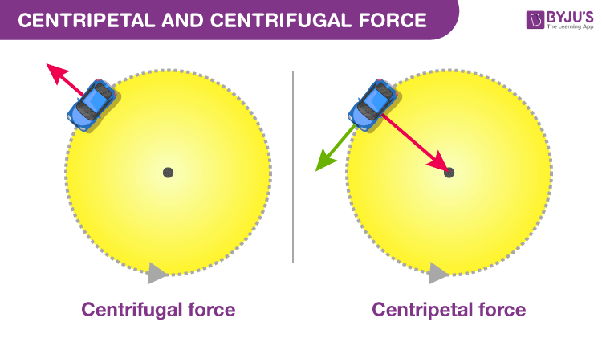 CENTRIPETAL AND CENTRIFUGAL FORCE
BYJU'S
The Learning App
Centrifugal force
Centripetal force